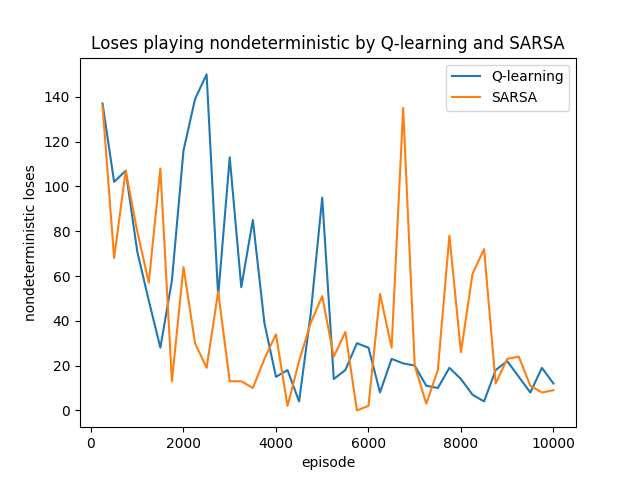 Loses playing nondeterministic by Q-learning and SARSA
Q-learning
SARSA
nondeterministic loses
140
120
100
80
60
40
20
0
0 2000 4000 6000 8000 10000
episode